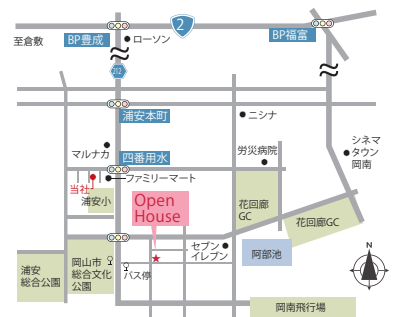 2
BP福富
至倉敷
BP豊成
ローソン
212
浦安本町
ニシナ
マルナカ
四番用水
労災病院
シネマ
タウン
岡南
当社
ファミリーマート
浦安小
Open
House
花回廊
GC
花回廊GC
セブン
イレブン
阿部池
浦安
総合公園
岡山市
総合文化
公園
バス停
N
岡南飛行場